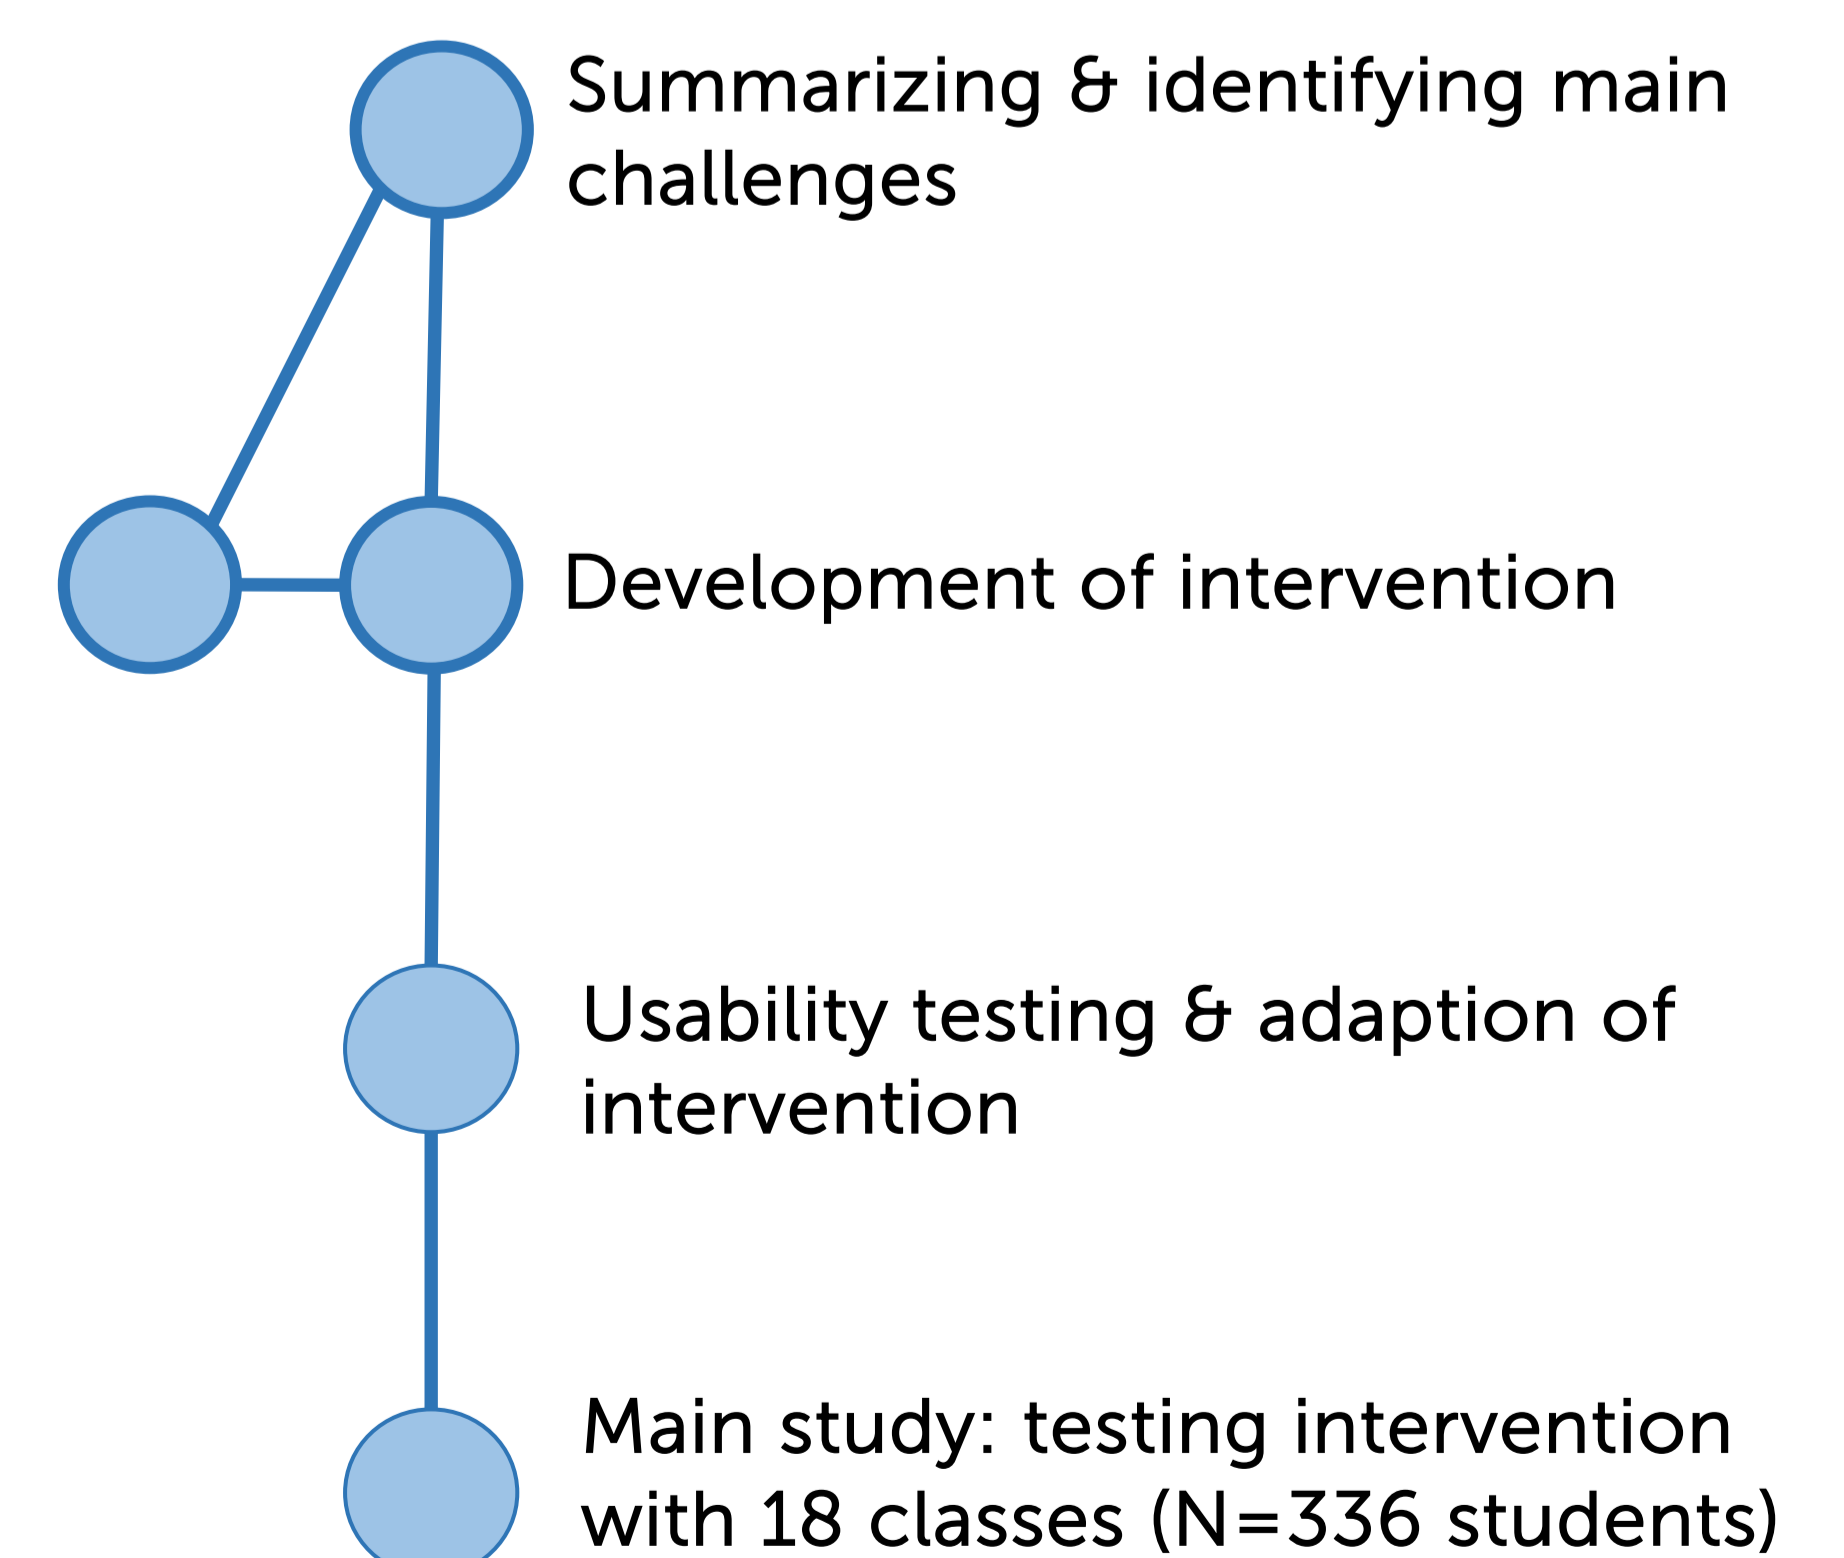 Summarizing & identifying main
challenges
Development of intervention
Usability testing & adaption of
intervention
Main study: testing intervention
with 18 classes (N=336 students)